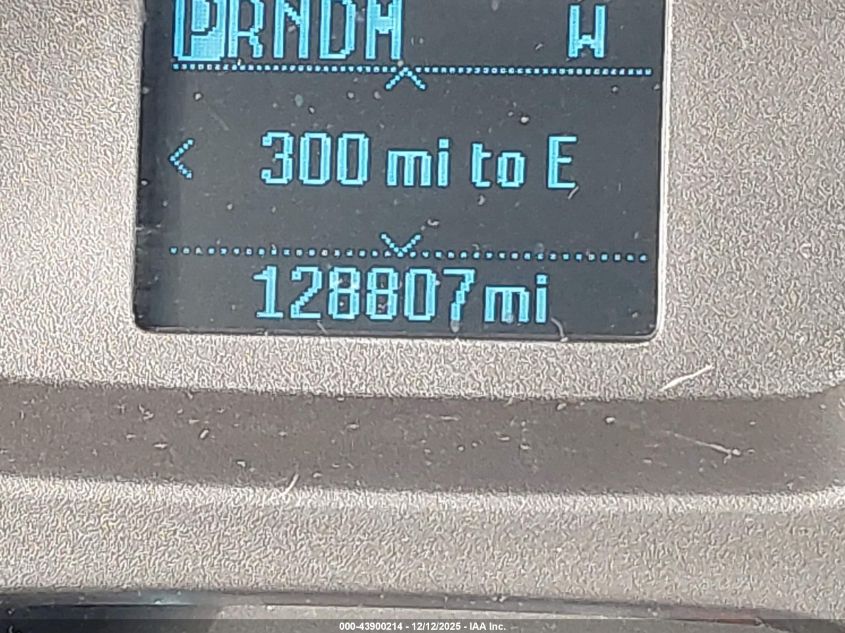 PRNDM W
300 mi to E
128807mi
000-43900214 - 12/12/2025 - IAA Inc.